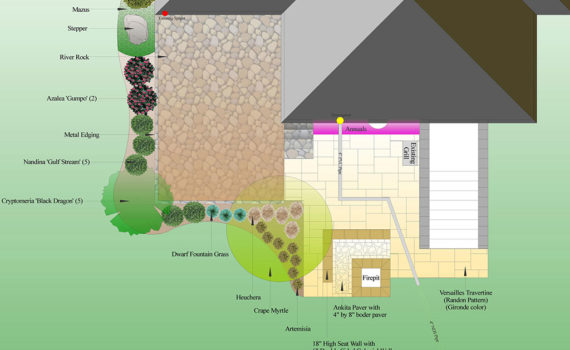 Mazus
Stepper
River Rock
Azalea 'Gumpo' (2)
Metal Edging
Nandina 'Gulf Stream' (5)
Cryptomeria 'Black Dragon' (5)
Annuals
Existing
Grill
Dwarf Fountain Grass
Heuchera
Crape Myrtle
Artemisia
Firepit
Ankita Paver with
4" by 8" boder paver
Versailles Travertine
(Randon Pattern)
(Gironde color)
18" High Seat Wall with